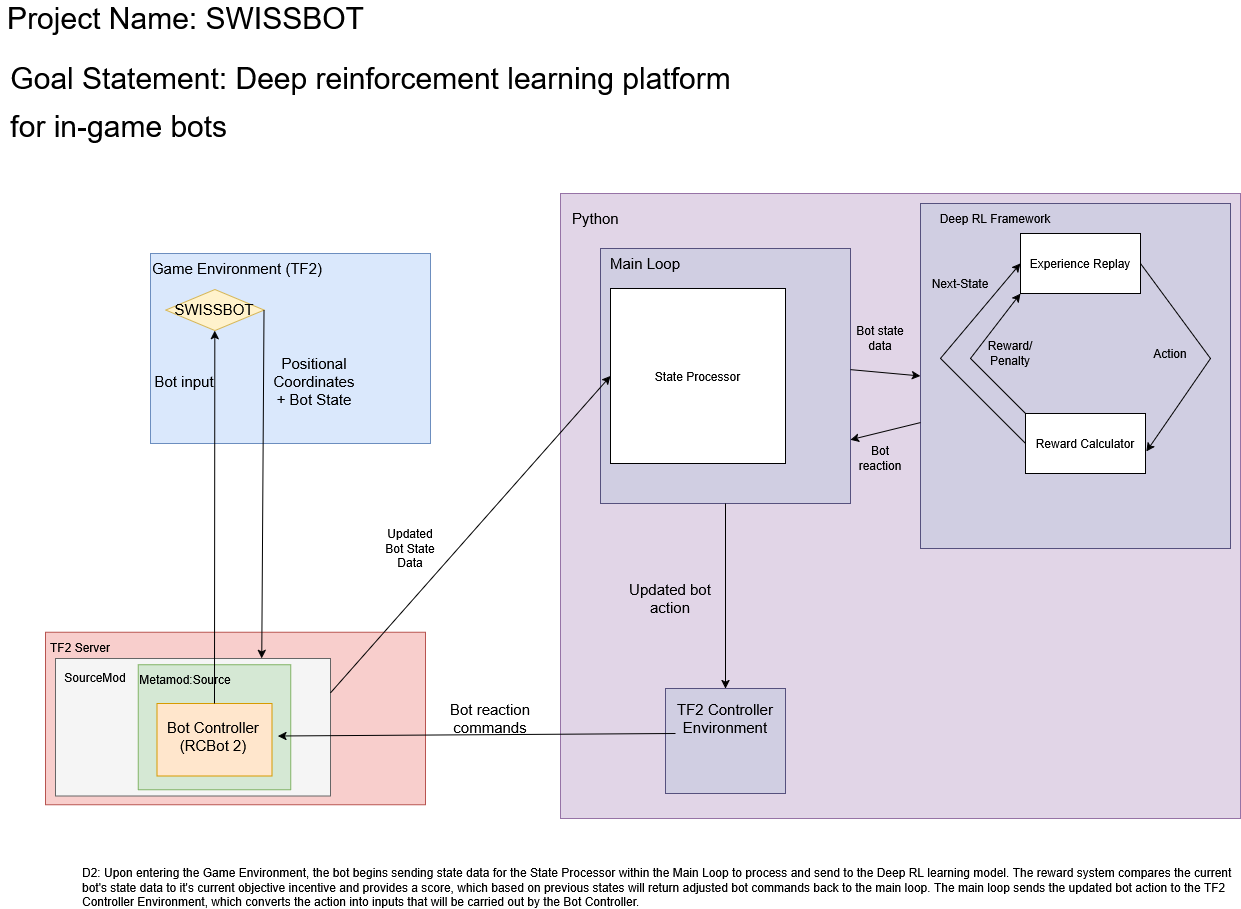 Project Name: SWISSBOT
Goal Statement: Deep reinforcement learning platform
for in-game bots
Python
Deep RL Framework
Experience Replay
Next-State
Reward/
Penalty
Action
Reward Calculator
Main Loop
State Processor
Bot state
data
Bot
reaction
Game Environment (TF2)
SWISSBOT
Bot input
Positional
Coordinates
+ Bot State
Updated
Bot State
Data
Updated bot
action
TF2 Server
SourceMod
Metamod:Source
Bot Controller
(RCBot 2)
Bot reaction
commands
TF2 Controller
Environment
D2: Upon entering the Game Environment, the bot begins sending state data for the State Processor within the Main Loop to process and send to the Deep RL learning model. The reward system compares the current
bot's state data to it's current objective incentive and provides a score, which based on previous states will return adjusted bot commands back to the main loop. The main loop sends the updated bot action to the TF2
Controller Environment, which converts the action into inputs that will be carried out by the Bot Controller.